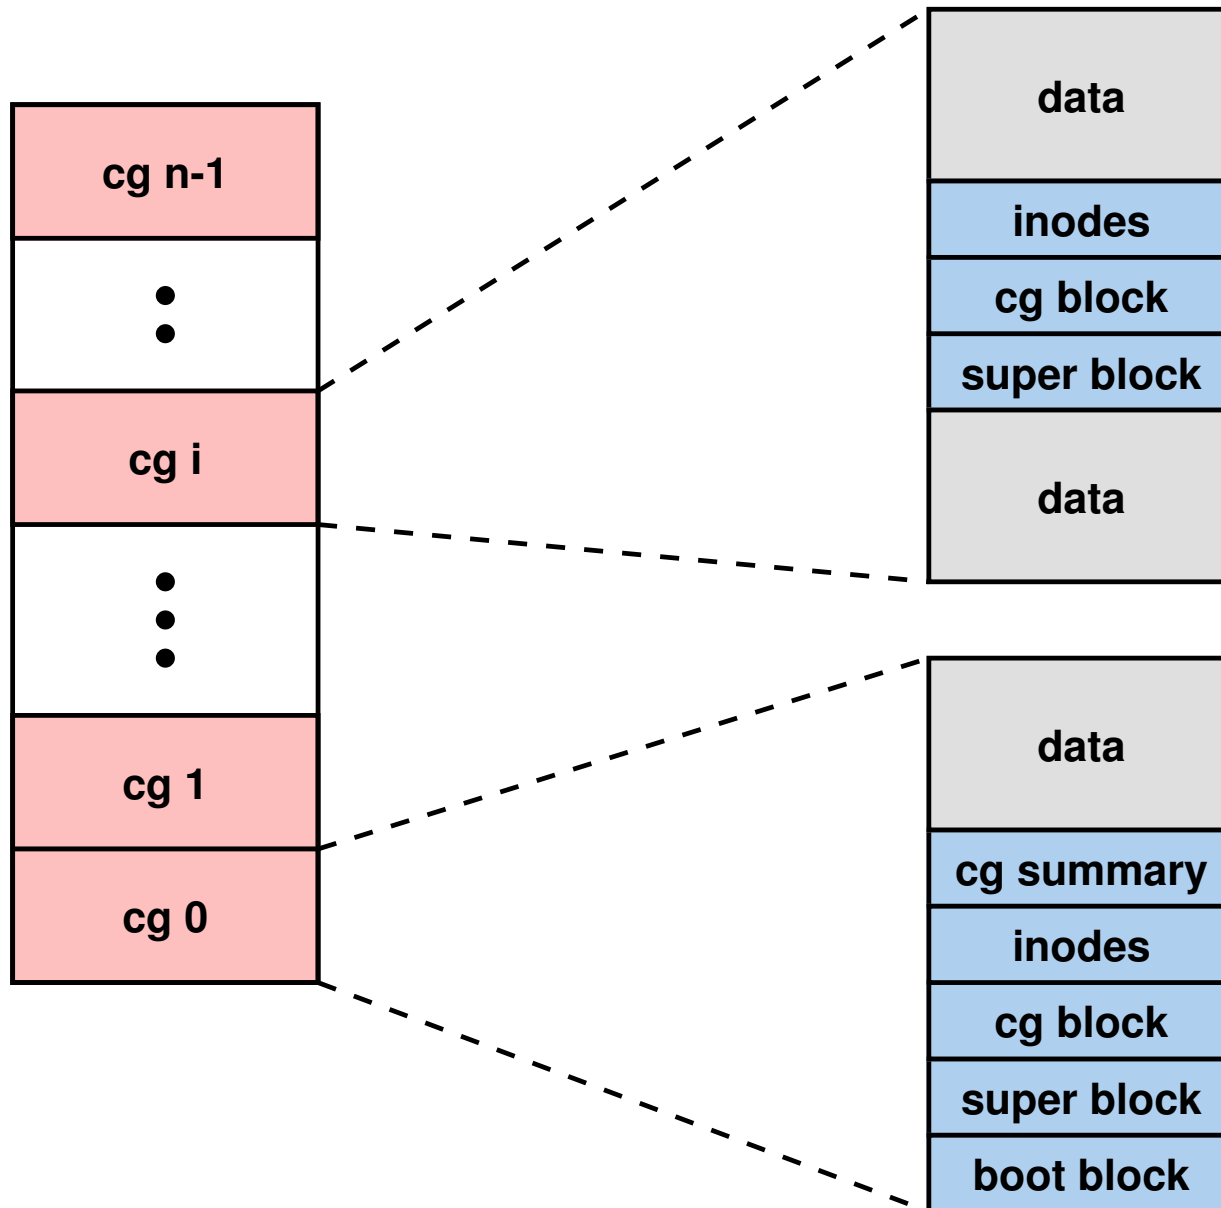 cg n-1
cg i
cg 1
cg 0
data
inodes
cg block
super block
data
data
cg summary
inodes
cg block
super block
boot block